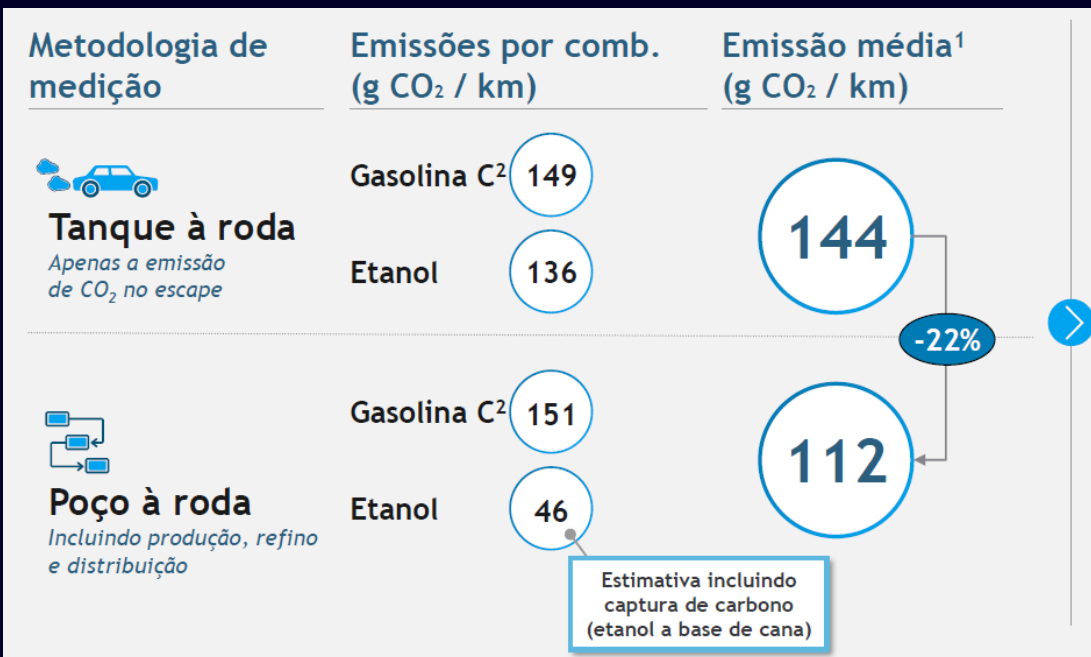 Metodologia de
medição
Emissões por comb.
(g CO₂ / km)
Emissão média¹
(g CO₂ / km)
Tanque à roda
Apenas a emissão
de CO₂ no escape
Gasolina C² 149
Etanol 136
144
-22%
Poço à roda
Incluindo produção, refino
e distribuição
Gasolina C² 151
Etanol 46
112
Estimativa incluindo
captura de carbono
(etanol a base de cana)